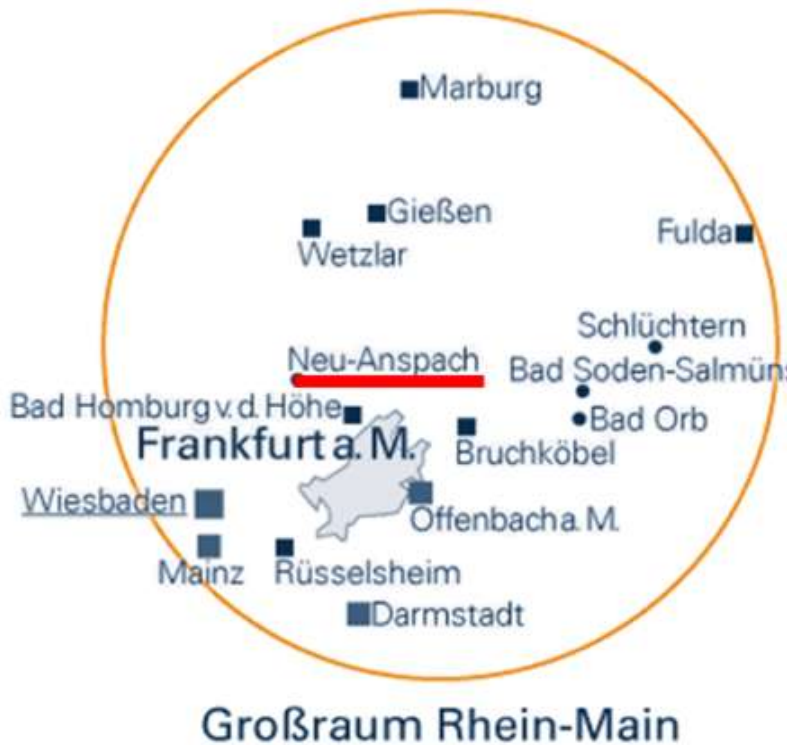 Marburg
Gießen
Wetzlar
Fulda
Schlüchtern
Neu-Anspach
Bad Soden-Salmüns
Bad Homburg v. d. Höhe
Bad Orb
Frankfurt a. M.
Bruchköbel
Wiesbaden
Offenbach a. M.
Mainz
Rüsselsheim
Darmstadt
Großraum Rhein-Main